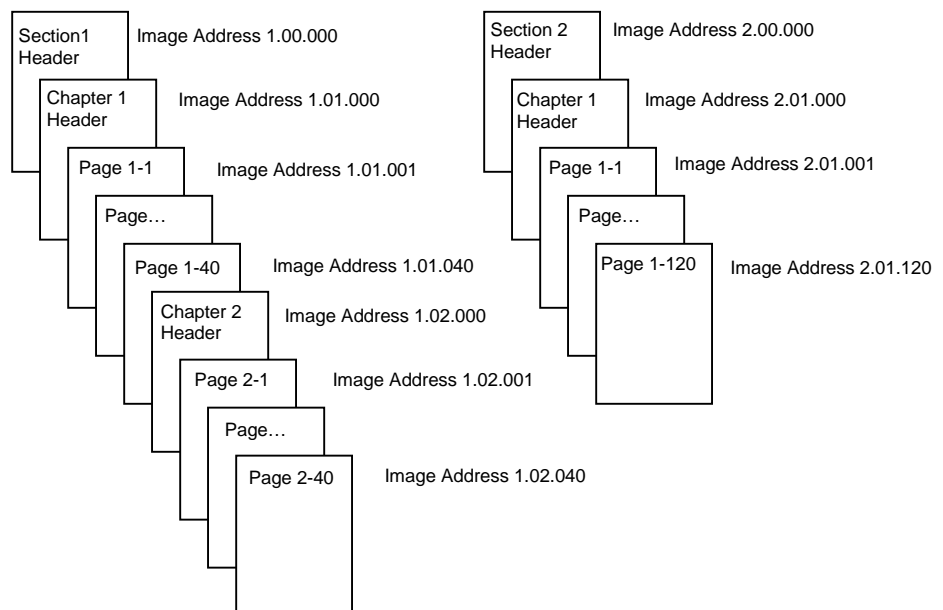 Section1
Header
Image Address 1.00.000
Chapter 1
Header
Image Address 1.01.000
Page 1-1
Image Address 1.01.001
Page…
Page 1-40
Image Address 1.01.040
Chapter 2
Header
Image Address 1.02.000
Page 2-1
Image Address 1.02.001
Page…
Page 2-40
Image Address 1.02.040
Section 2
Header
Image Address 2.00.000
Chapter 1
Header
Image Address 2.01.000
Page 1-1
Image Address 2.01.001
Page…
Page 1-120
Image Address 2.01.120